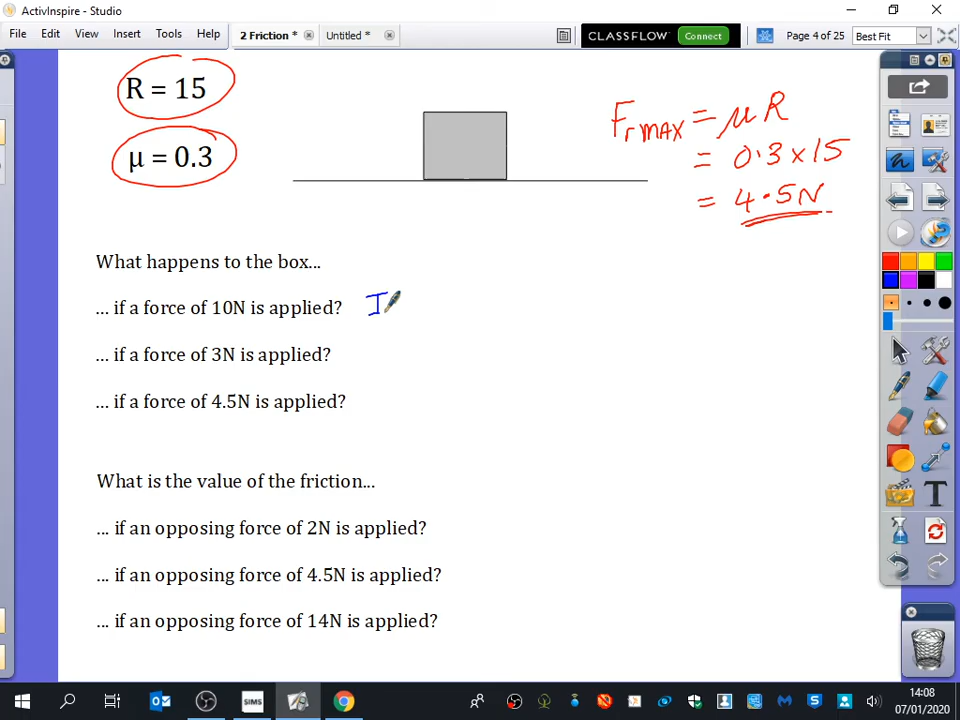 ActivInspire - Studio
File Edit View Insert Tools Help
2 Friction *
Untitled *
CLASSFLOW
Connect
Page 4 of 25
Best Fit
R = 15
μ = 0.3
FrMAX = μR
= 0.3 × 15
= 4.5N
What happens to the box...
... if a force of 10N is applied? I
... if a force of 3N is applied?
... if a force of 4.5N is applied?
What is the value of the friction...
... if an opposing force of 2N is applied?
... if an opposing force of 4.5N is applied?
... if an opposing force of 14N is applied?
T
SIMS
14:08
07/01/2020